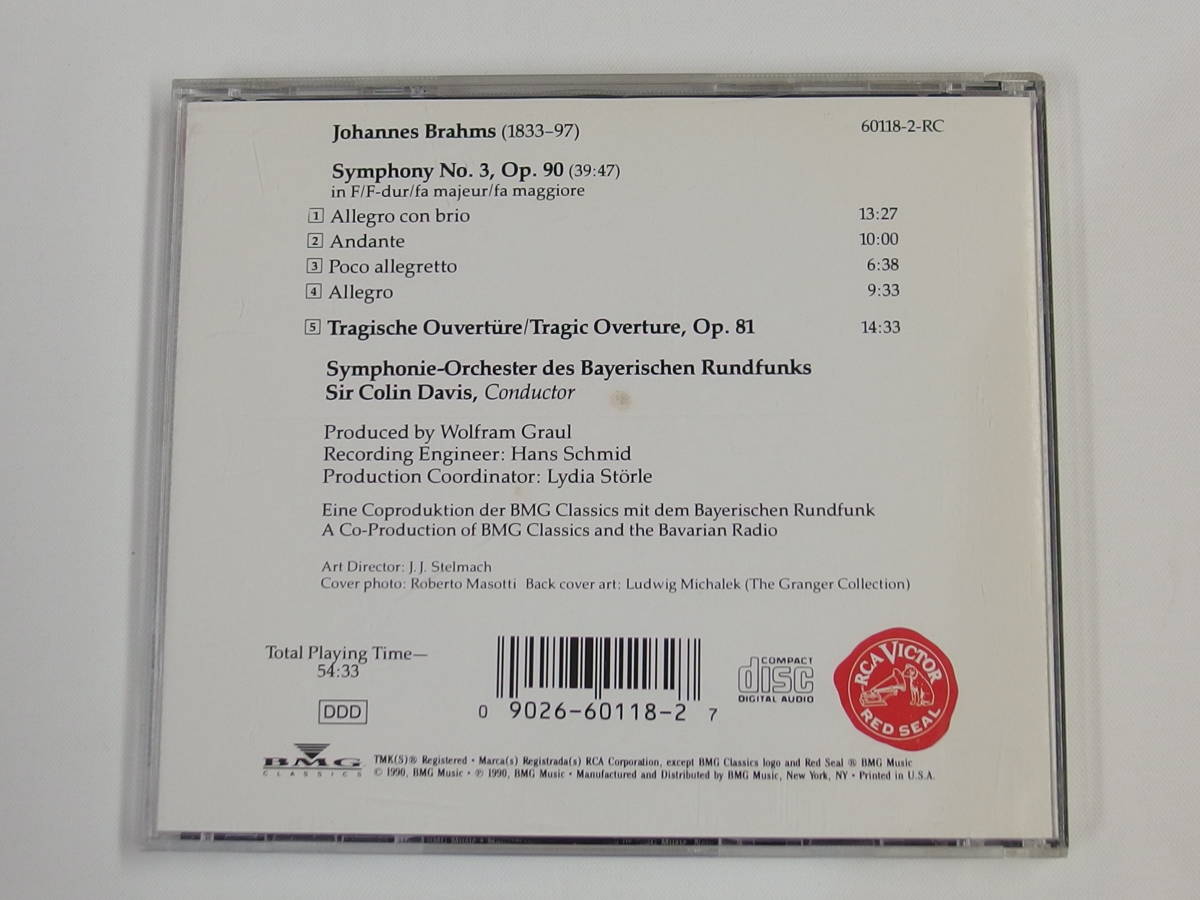 Johannes Brahms (1833–97)
60118-2-RC
Symphony No. 3, Op. 90 (39:47)
in F/F-dur/fa majeur/fa maggiore
1 Allegro con brio 13:27
2 Andante 10:00
3 Poco allegretto 6:38
4 Allegro 9:33
5 Tragische Ouvertüre/Tragic Overture, Op. 81 14:33
Symphonie-Orchester des Bayerischen Rundfunks
Sir Colin Davis, Conductor
Produced by Wolfram Graul
Recording Engineer: Hans Schmid
Production Coordinator: Lydia Störle
Eine Coproduktion der BMG Classics mit dem Bayerischen Rundfunk
A Co-Production of BMG Classics and the Bavarian Radio
Art Director: J. J. Stelmach
Cover photo: Roberto Masotti Back cover art: Ludwig Michalek (The Granger Collection)
Total Playing Time—
54:33
DDD
0 9026-60118-2 7
COMPACT
disc
DIGITAL AUDIO
RCA VICTOR
RED SEAL
BMG
CLASSICS
TMK(S)® Registered • Marca(s) Registrada(s) RCA Corporation, except BMG Classics logo and Red Seal ® BMG Music
© 1990, BMG Music • ℗ 1990, BMG Music • Manufactured and Distributed by BMG Music, New York, NY • Printed in U.S.A.